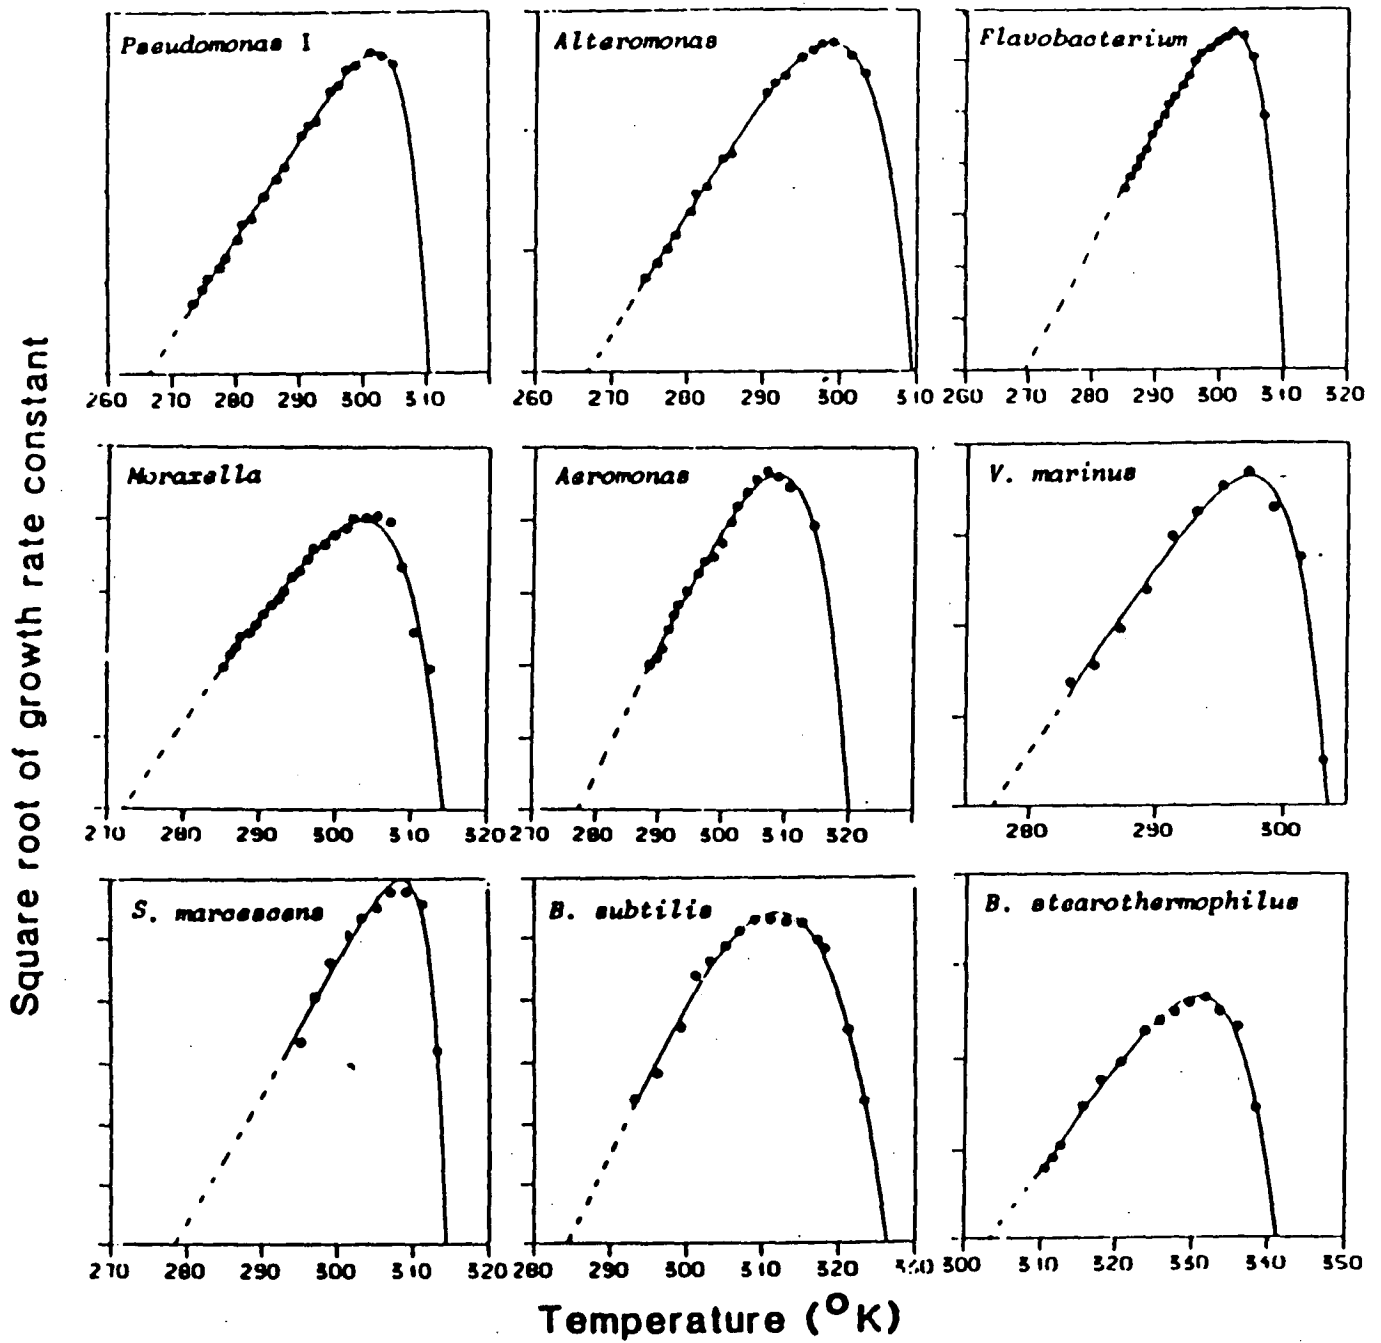 Pseudomonas I
Alteromonas
Flavobacterium
260 270 280 290 300 310
260 270 280 290 300 310
260 270 280 290 300 310 320
Moraxella
Aeromonas
V. marinus
270 280 290 300 310 320
270 280 290 300 310 320
280 290 300
S. marcescens
B. subtilis
B. stearothermophilus
270 280 290 300 310 320
280 290 300 310 320 330
300 310 320 330 340 350
Square root of growth rate constant
Temperature (°K)